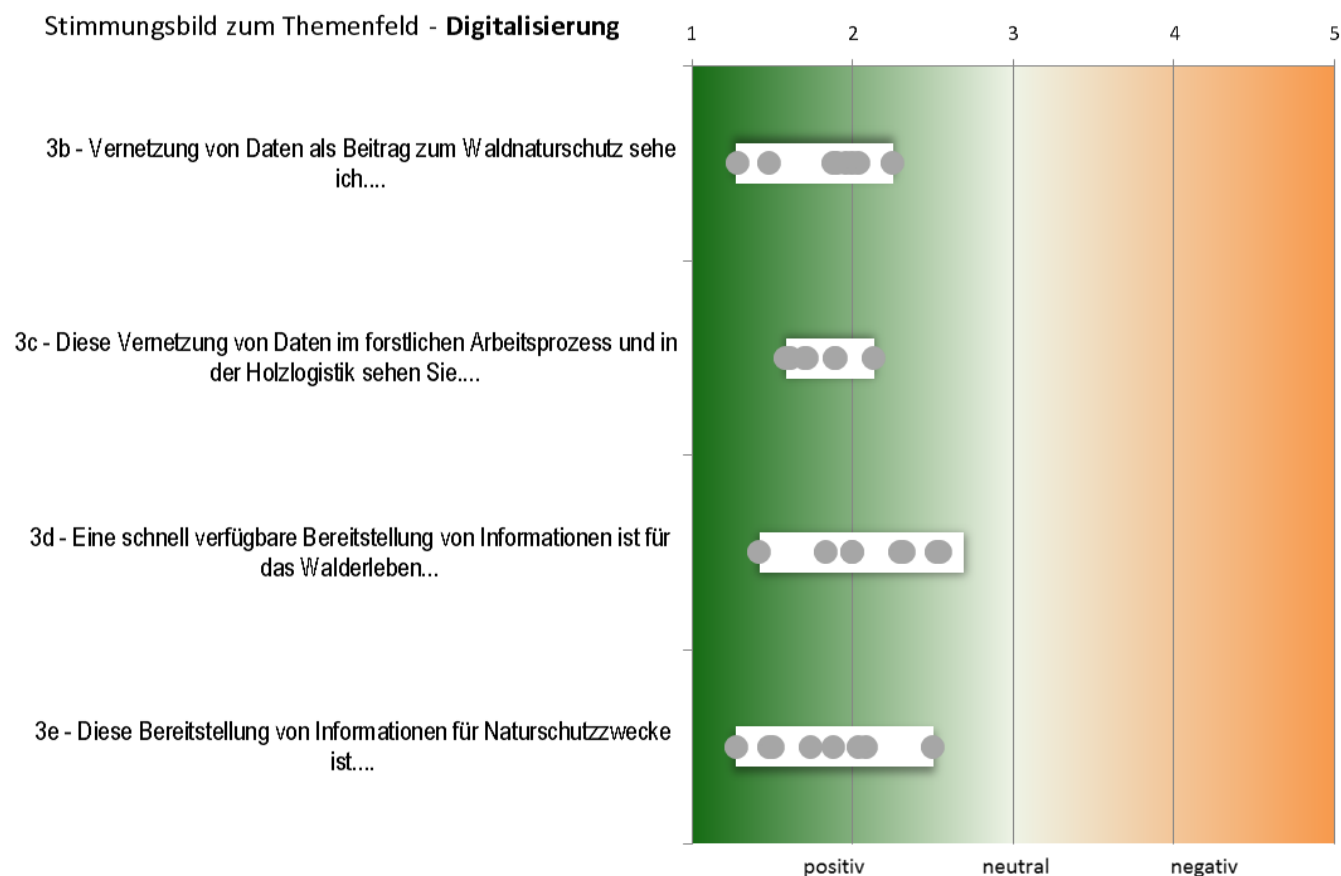 Stimmungsbild zum Themenfeld - Digitalisierung
1 2 3 4 5
3b - Vernetzung von Daten als Beitrag zum Waldnaturschutz sehe
ich....
3c - Diese Vernetzung von Daten im forstlichen Arbeitsprozess und in
der Holzlogistik sehen Sie....
3d - Eine schnell verfügbare Bereitstellung von Informationen ist für
das Walderleben...
3e - Diese Bereitstellung von Informationen für Naturschutzzwecke
ist....
positiv neutral negativ